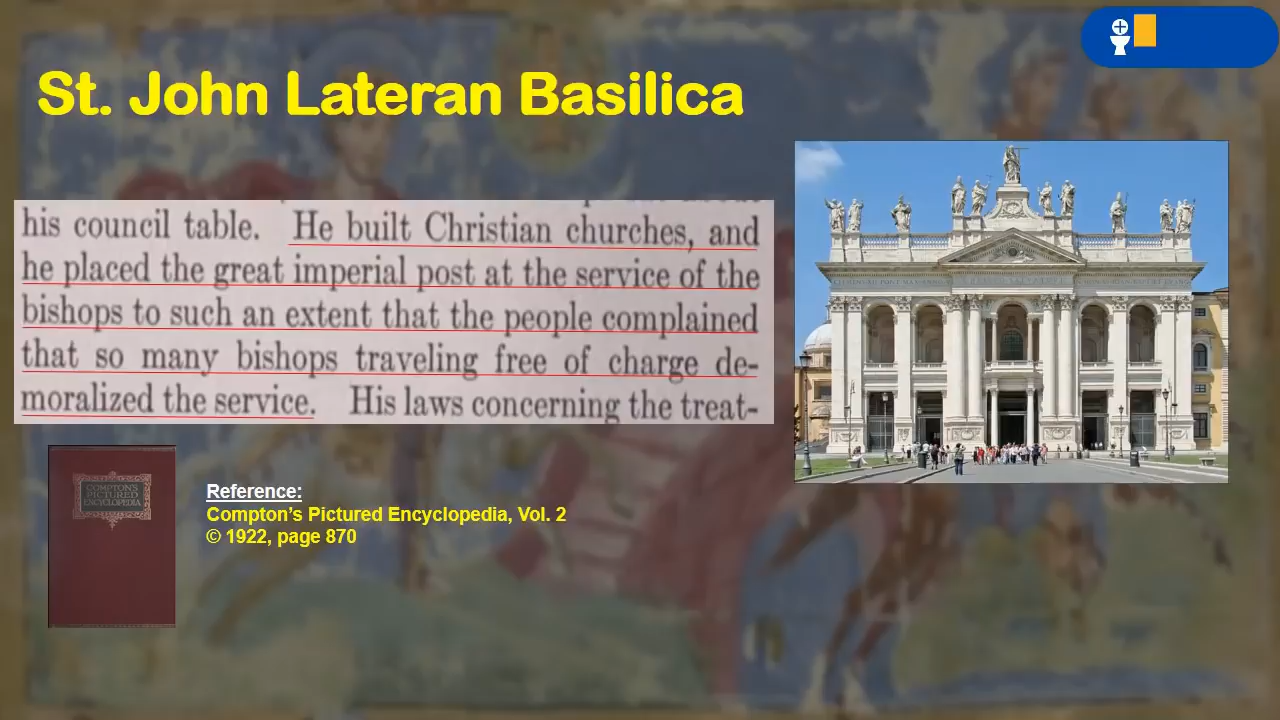 St. John Lateran Basilica
his council table. He built Christian churches, and
he placed the great imperial post at the service of the
bishops to such an extent that the people complained
that so many bishops traveling free of charge de-
moralized the service. His laws concerning the treat-
COMPTON'S
PICTURED
ENCYCLOPEDIA
Reference:
Compton's Pictured Encyclopedia, Vol. 2
© 1922, page 870